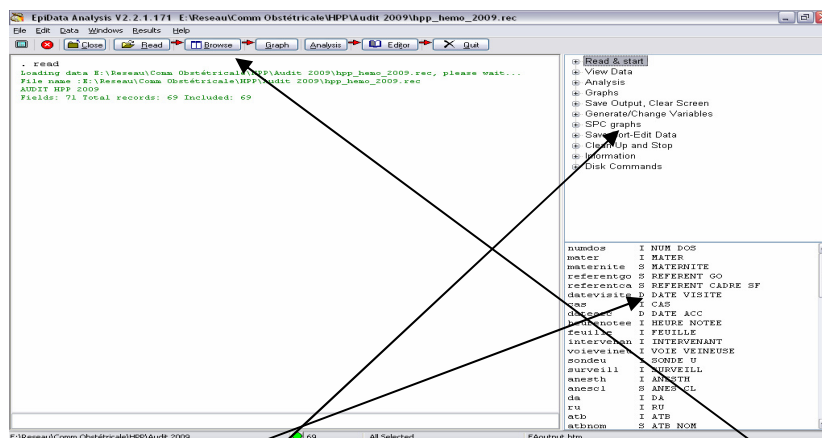 EpiData Analysis V2.2.1.171 E:\Reseau\Comm Obstétricale\HPP\Audit 2009\hpp_hemo_2009.rec
File Edit Data Windows Results Help
Close Read Browse Graph Analysis Editor Quit
. read
Loading data E:\Reseau\Comm Obstétricale\HPP\Audit 2009\hpp_hemo_2009.rec, please wait...
File name :E:\Reseau\Comm Obstétricale\HPP\Audit 2009\hpp_hemo_2009.rec
AUDIT HPP 2009
Fields: 71 Total records: 69 Included: 69
Read & start
View Data
Analysis
Graphs
Save Output, Clear Screen
Generate/Change Variables
SPC graphs
Save-Sort-Edit Data
Clean Up and Stop
Information
Disk Commands
numdos I NUM DOS
mater I MATER
maternite S MATERNITE
referentgo S REFERENT GO
referentca S REFERENT CADRE SF
datevisite D DATE VISITE
cas I CAS
dateacc D DATE ACC
heurenotee I HEURE NOTEE
feuille I FEUILLE
intervenan I INTERVENANT
voieveineu I VOIE VEINEUSE
sondeu I SONDE U
surveill I SURVEILL
anesth I ANESTH
anescl S ANES CL
da I DA
ru I RU
atb I ATB
atbnom S ATB NOM
E:\Reseau\Comm Obstétricale\HPP\Audit 2009 69 All Selected EAoutput.htm